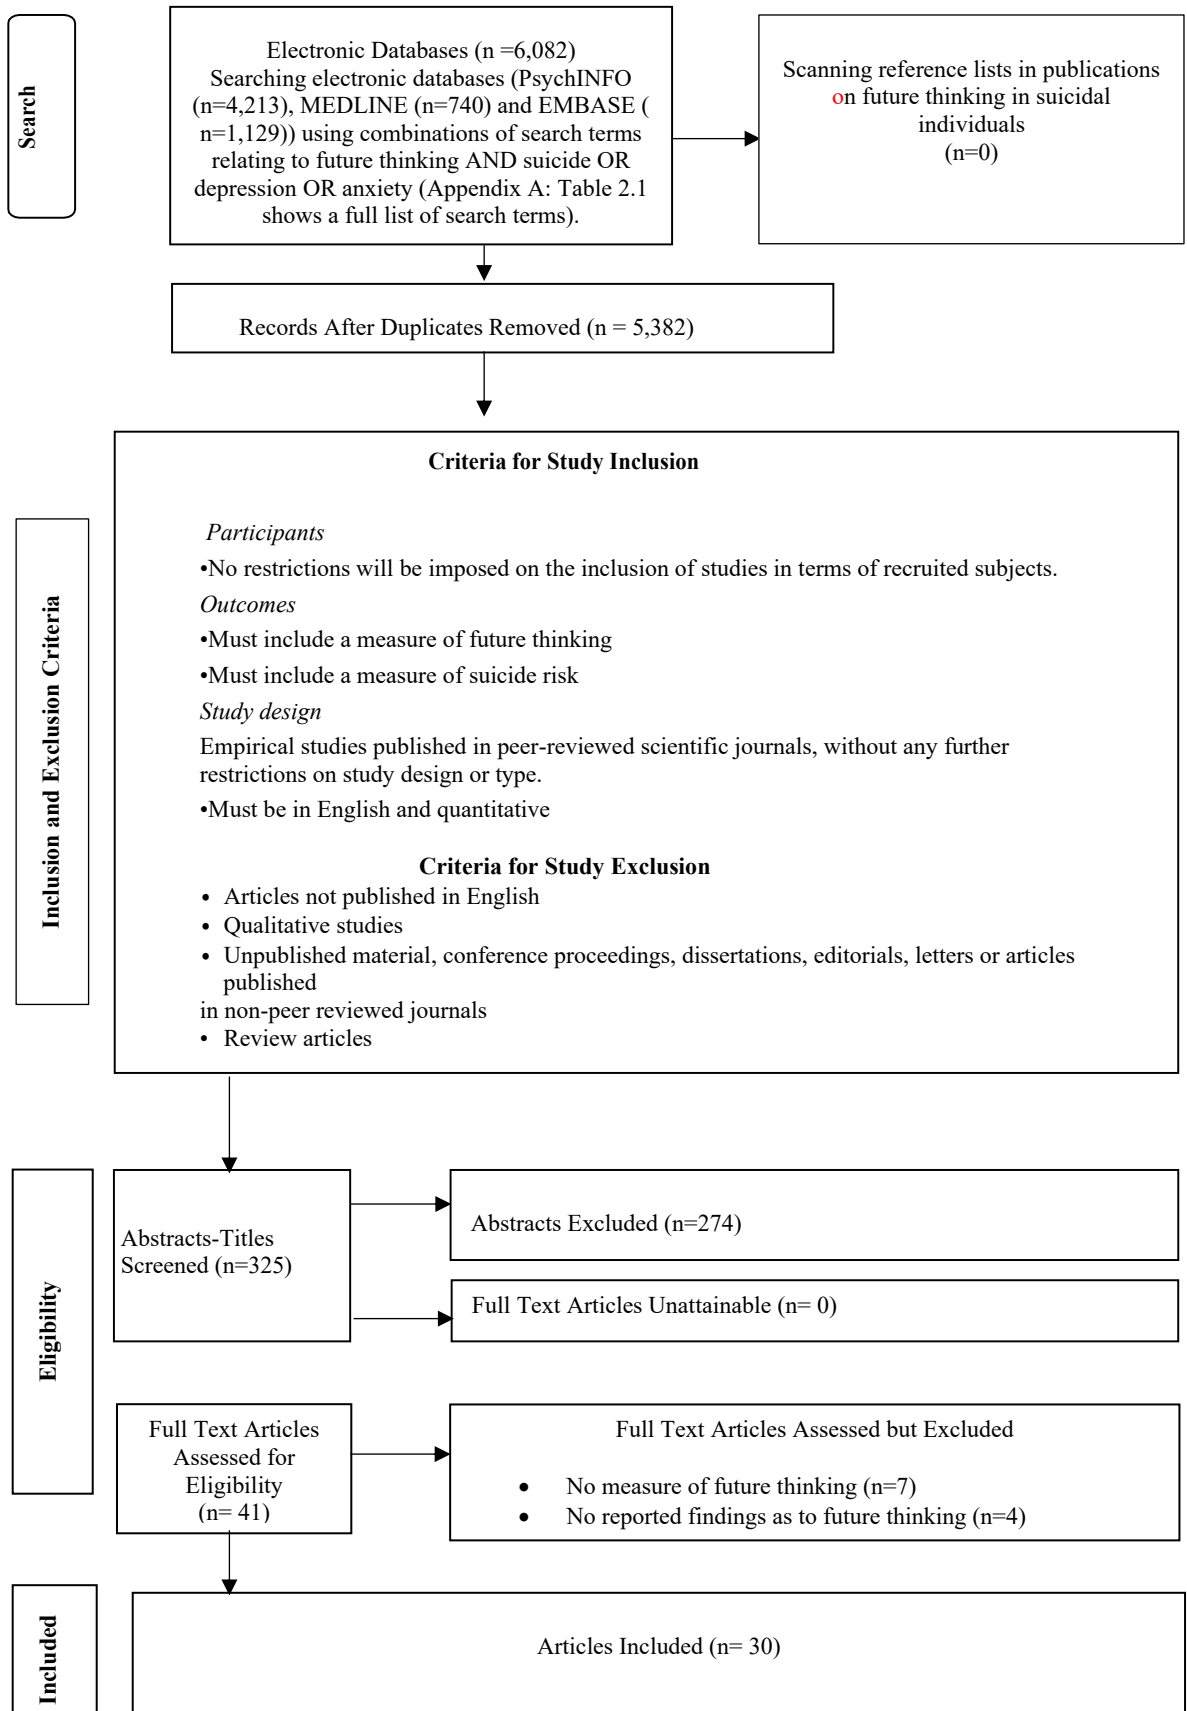 Search
Electronic Databases (n =6,082)
Searching electronic databases (PsychINFO
(n=4,213), MEDLINE (n=740) and EMBASE (
n=1,129)) using combinations of search terms
relating to future thinking AND suicide OR
depression OR anxiety (Appendix A: Table 2.1
shows a full list of search terms).
Scanning reference lists in publications
on future thinking in suicidal
individuals
(n=0)
Records After Duplicates Removed (n = 5,382)
Inclusion and Exclusion Criteria
Criteria for Study Inclusion
Participants
•No restrictions will be imposed on the inclusion of studies in terms of recruited subjects.
Outcomes
•Must include a measure of future thinking
•Must include a measure of suicide risk
Study design
Empirical studies published in peer-reviewed scientific journals, without any further
restrictions on study design or type.
•Must be in English and quantitative
Criteria for Study Exclusion
• Articles not published in English
• Qualitative studies
• Unpublished material, conference proceedings, dissertations, editorials, letters or articles
published
in non-peer reviewed journals
• Review articles
Eligibility
Abstracts-Titles
Screened (n=325)
Abstracts Excluded (n=274)
Full Text Articles Unattainable (n= 0)
Full Text Articles
Assessed for
Eligibility
(n= 41)
Full Text Articles Assessed but Excluded
• No measure of future thinking (n=7)
• No reported findings as to future thinking (n=4)
Included
Articles Included (n= 30)